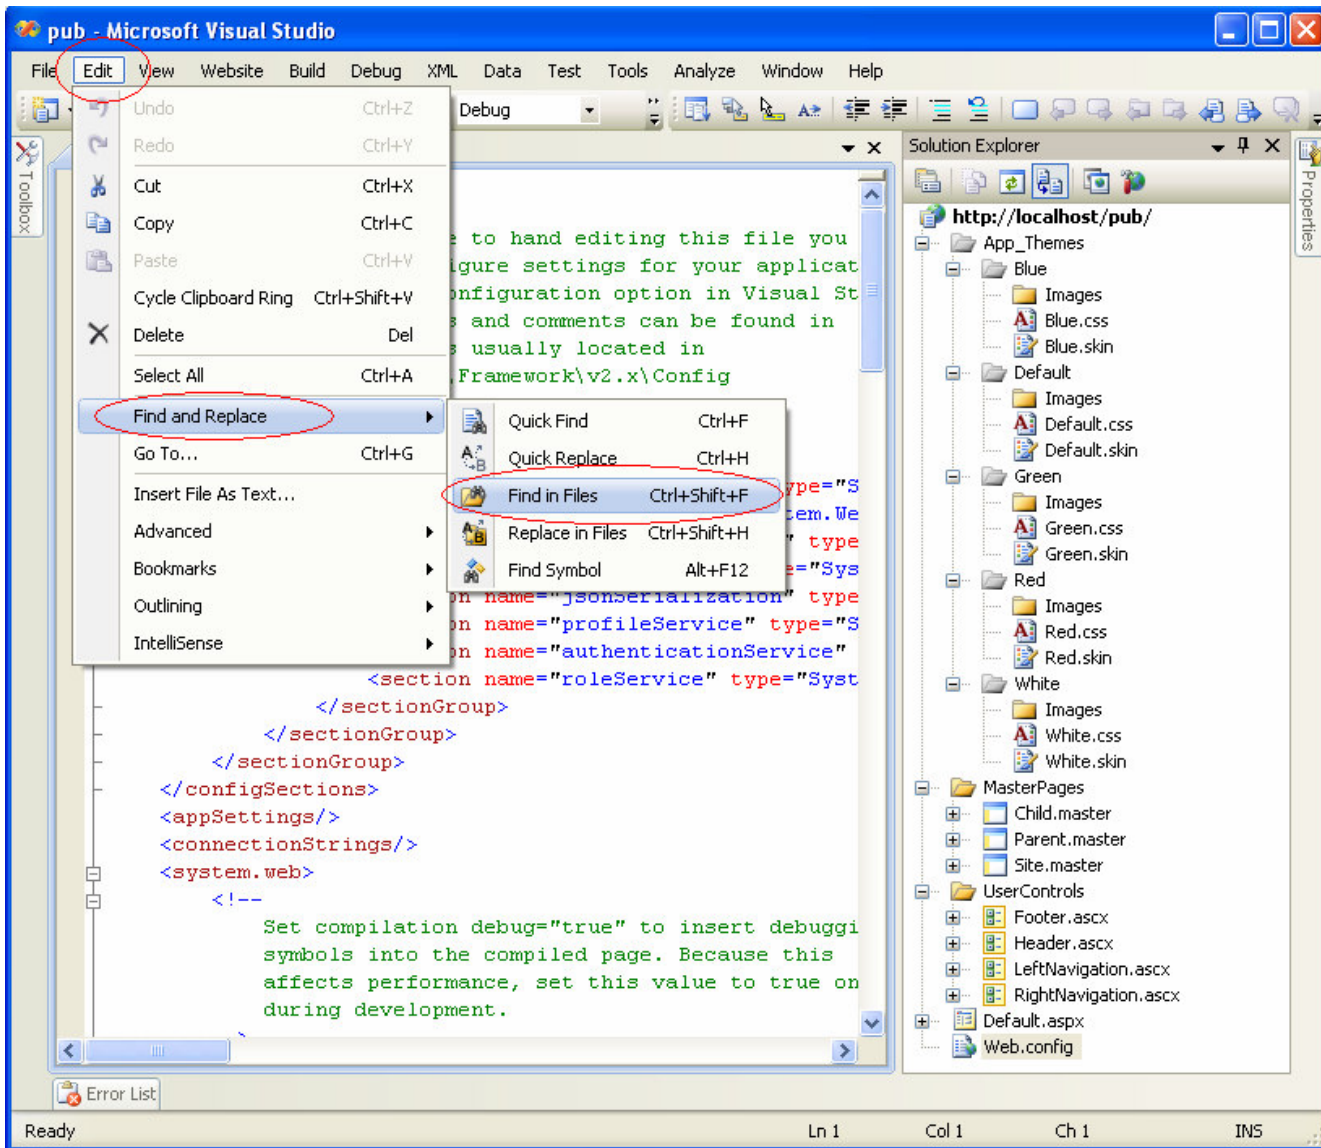 pub - Microsoft Visual Studio
File Edit View Website Build Debug XML Data Test Tools Analyze Window Help
Debug
Toolbox
Undo Ctrl+Z
Redo Ctrl+Y
Cut Ctrl+X
Copy Ctrl+C
Paste Ctrl+V
Cycle Clipboard Ring Ctrl+Shift+V
Delete Del
Select All Ctrl+A
Find and Replace
Go To... Ctrl+G
Insert File As Text...
Advanced
Bookmarks
Outlining
IntelliSense
Quick Find Ctrl+F
Quick Replace Ctrl+H
Find in Files Ctrl+Shift+F
Replace in Files Ctrl+Shift+H
Find Symbol Alt+F12
to hand editing this file you
igure settings for your applicat
onfiguration option in Visual St
s and comments can be found in
s usually located in
\Framework\v2.x\Config
ype="S
tem.We
" type
="Sys
on name="jsonSerialization" type
on name="profileService" type="S
on name="authenticationService"
<section name="roleService" type="Syst
</sectionGroup>
</sectionGroup>
</sectionGroup>
</configSections>
<appSettings/>
<connectionStrings/>
<system.web>
<!--
Set compilation debug="true" to insert debuggi
symbols into the compiled page. Because this
affects performance, set this value to true on
during development.
Solution Explorer
http://localhost/pub/
App_Themes
Blue
Images
Blue.css
Blue.skin
Default
Images
Default.css
Default.skin
Green
Images
Green.css
Green.skin
Red
Images
Red.css
Red.skin
White
Images
White.css
White.skin
MasterPages
Child.master
Parent.master
Site.master
UserControls
Footer.ascx
Header.ascx
LeftNavigation.ascx
RightNavigation.ascx
Default.aspx
Web.config
Properties
Error List
Ready Ln 1 Col 1 Ch 1 INS